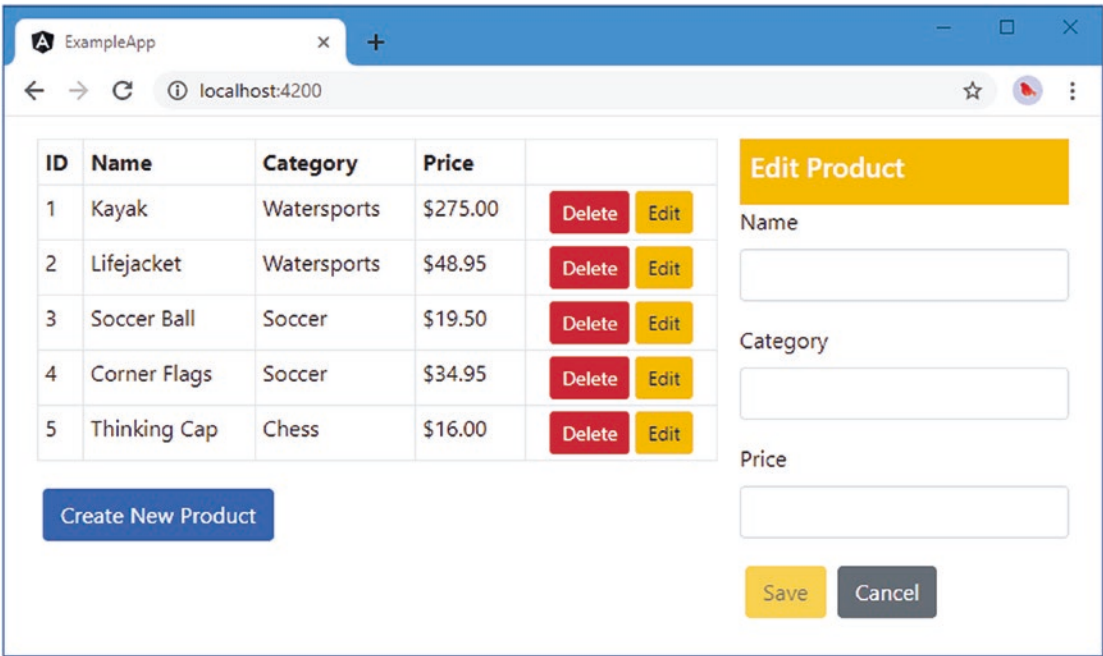 ExampleApp
localhost:4200
ID Name Category Price
1 Kayak Watersports $275.00 Delete Edit
2 Lifejacket Watersports $48.95 Delete Edit
3 Soccer Ball Soccer $19.50 Delete Edit
4 Corner Flags Soccer $34.95 Delete Edit
5 Thinking Cap Chess $16.00 Delete Edit
Create New Product
Edit Product
Name
Category
Price
Save Cancel